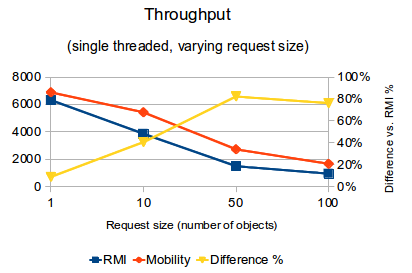 Throughput
(single threaded, varying request size)
8000
6000
4000
2000
0
100%
80%
60%
40%
20%
0%
Difference vs. RMI %
1
10
50
100
Request size (number of objects)
RMI
Mobility
Difference %